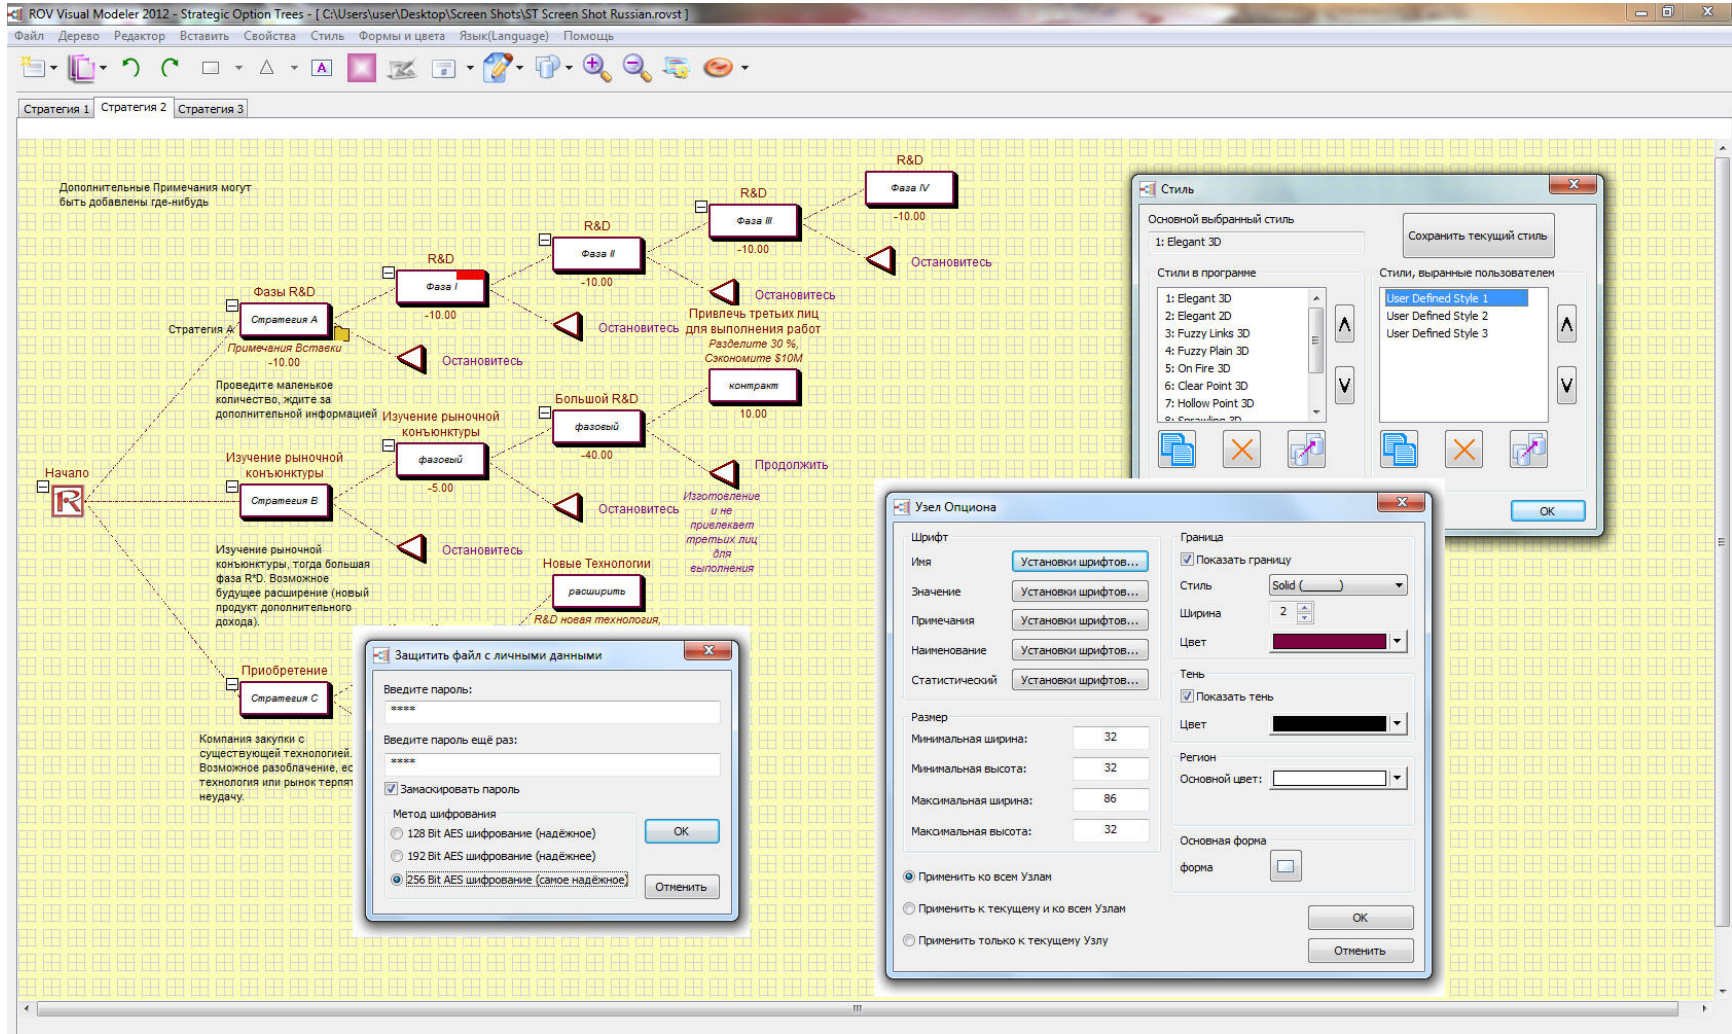 ROV Visual Modeler 2012 - Strategic Option Trees - [ C:\Users\user\Desktop\Screen Shots\ST Screen Shot Russian.rovst ]
Файл Дерево Редактор Вставить Свойства Стиль Формы и цвета Язык(Language) Помощь
Стратегия 1 Стратегия 2 Стратегия 3
Дополнительные Примечания могут
быть добавлены где-нибудь
R&D
Фаза IV
-10.00
R&D
Фаза III
-10.00
Остановитесь
R&D
Фаза II
-10.00
Остановитесь
R&D
Фаза I
-10.00
Остановитесь
Фазы R&D
Стратегия A
Стратегия А
Примечания Вставки
-10.00
Остановитесь
Проведите маленькое
количество, ждите за
дополнительной информацией
Привлечь третьих лиц
для выполнения работ
Разделите 30 %,
Сэкономите $10M
контракт
10.00
Большой R&D
фазовый
-40.00
Продолжить
Изготовление
и не
привлекает
третьих лиц
для
выполнения
Изучение рыночной
конъюнктуры
фазовый
-5.00
Остановитесь
Изучение рыночной
конъюнктуры
Стратегия B
Остановитесь
Начало
R
Изучение рыночной
конъюнктуры, тогда большая
фаза R*D. Возможное
будущее расширение (новый
продукт дополнительного
дохода).
Новые Технологии
расширить
R&D новая технология,
Приобретение
Стратегия C
Компания закупки с
существующей технологией.
Возможное разоблачение,
технология или рынок терпят
неудачу.
Стиль
Основной выбранный стиль
1: Elegant 3D
Сохранить текущий стиль
Стили в программе
1: Elegant 3D
2: Elegant 2D
3: Fuzzy Links 3D
4: Fuzzy Plain 3D
5: On Fire 3D
6: Clear Point 3D
7: Hollow Point 3D
8: Sprawling 2D
Стили, выранные пользователем
User Defined Style 1
User Defined Style 2
User Defined Style 3
OK
Узел Опциона
Шрифт
Имя Установки шрифтов...
Значение Установки шрифтов...
Примечания Установки шрифтов...
Наименование Установки шрифтов...
Статистический Установки шрифтов...
Размер
Минимальная ширина: 32
Минимальная высота: 32
Максимальная ширина: 86
Максимальная высота: 32
Применить ко всем Узлам
Применить к текущему и ко всем Узлам
Применить только к текущему Узлу
Граница
Показать границу
Стиль Solid (_____)
Ширина 2
Цвет
Тень
Показать тень
Цвет
Регион
Основной цвет:
Основная форма
форма
OK
Отменить
Защитить файл с личными данными
Введите пароль:
****
Введите пароль ещё раз:
****
Замаскировать пароль
Метод шифрования
128 Bit AES шифрование (надёжное)
192 Bit AES шифрование (надёжнее)
256 Bit AES шифрование (самое надёжное)
OK
Отменить